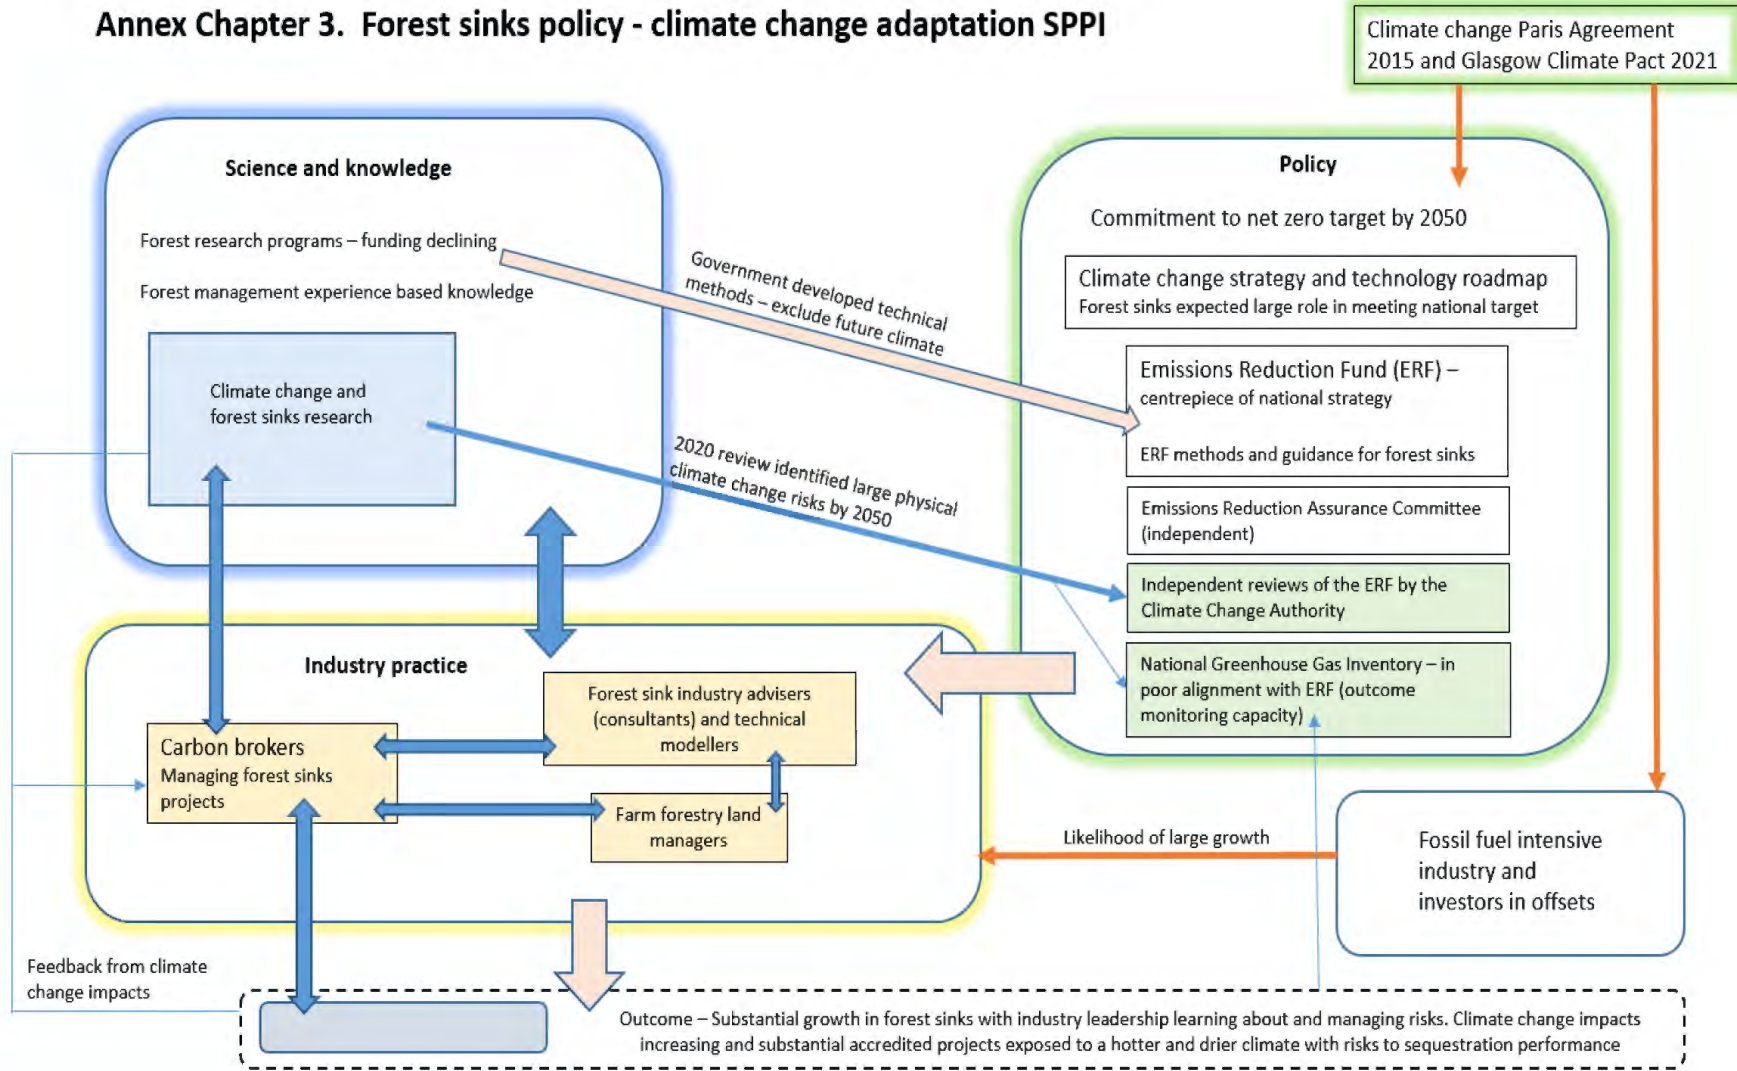 Annex Chapter 3.  Forest sinks policy - climate change adaptation SPPI
Climate change Paris Agreement
2015 and Glasgow Climate Pact 2021
Science and knowledge
Forest research programs – funding declining
Forest management experience based knowledge
Climate change and
forest sinks research
Government developed technical
methods – exclude future climate
2020 review identified large physical
climate change risks by 2050
Policy
Commitment to net zero target by 2050
Climate change strategy and technology roadmap
Forest sinks expected large role in meeting national target
Emissions Reduction Fund (ERF) –
centrepiece of national strategy
ERF methods and guidance for forest sinks
Emissions Reduction Assurance Committee
(independent)
Independent reviews of the ERF by the
Climate Change Authority
National Greenhouse Gas Inventory – in
poor alignment with ERF (outcome
monitoring capacity)
Industry practice
Forest sink industry advisers
(consultants) and technical
modellers
Carbon brokers
Managing forest sinks
projects
Farm forestry land
managers
Likelihood of large growth
Fossil fuel intensive
industry and
investors in offsets
Feedback from climate
change impacts
Outcome – Substantial growth in forest sinks with industry leadership learning about and managing risks. Climate change impacts
increasing and substantial accredited projects exposed to a hotter and drier climate with risks to sequestration performance